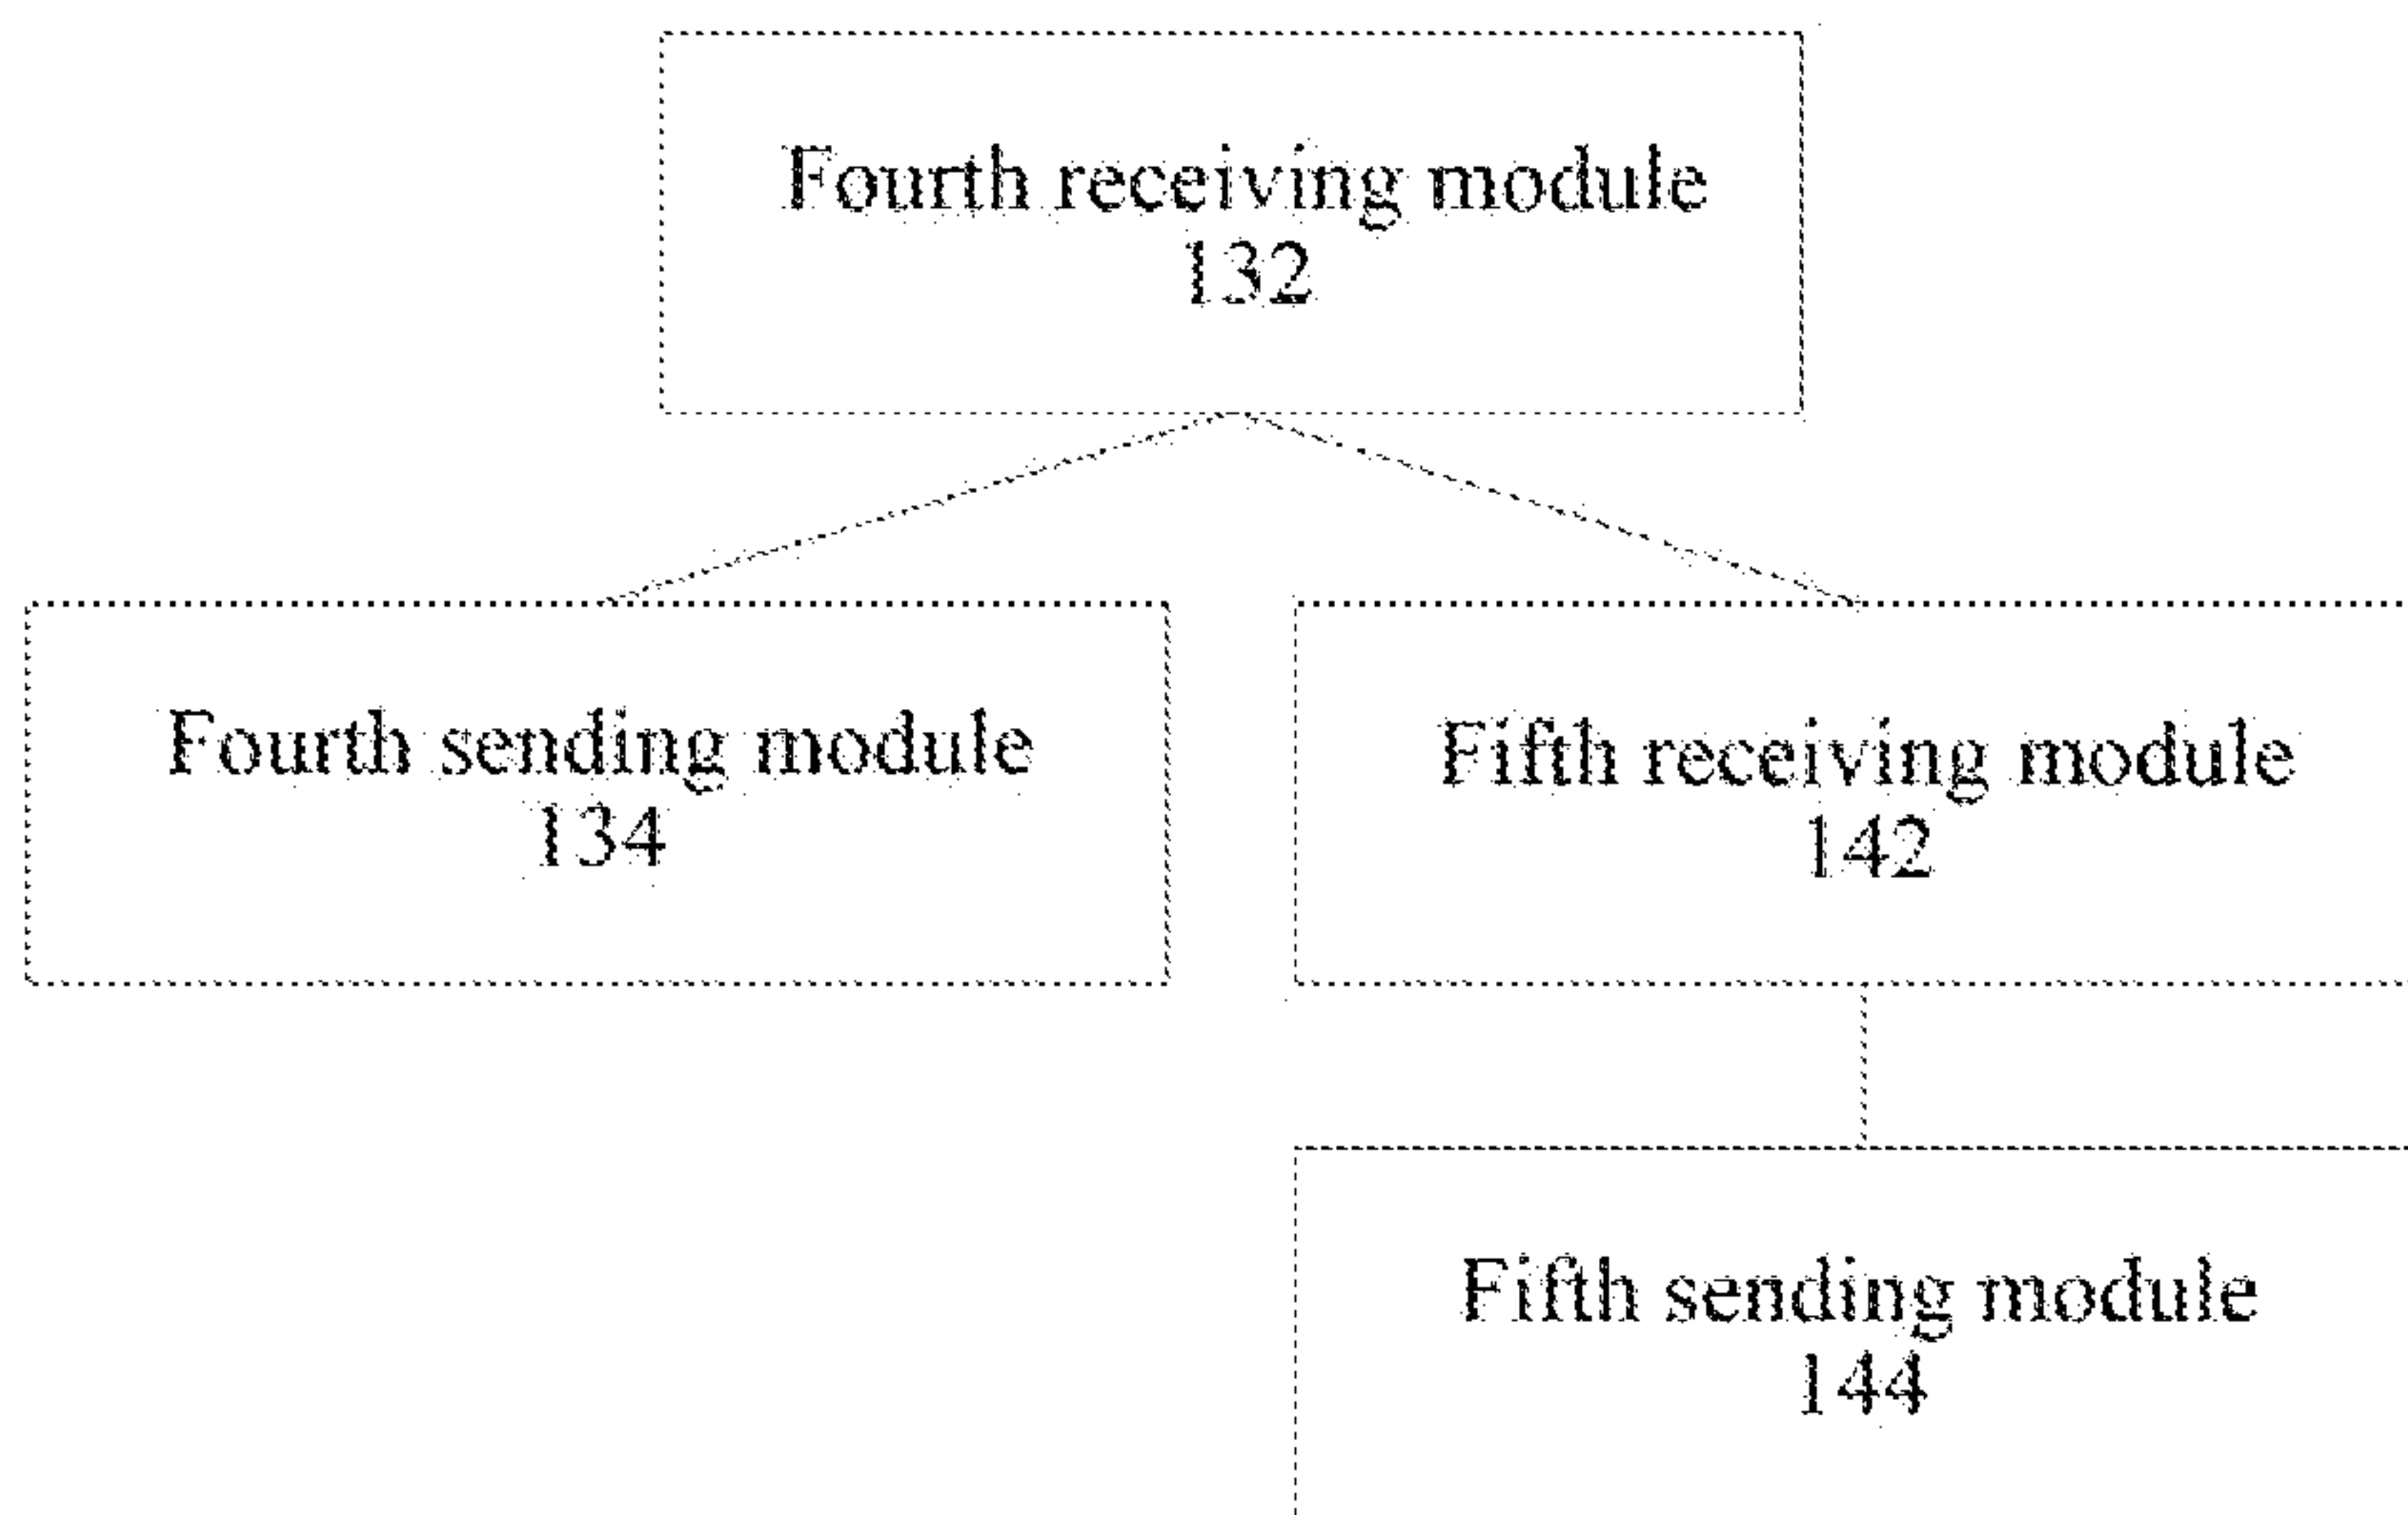 Fourth receiving module
132
Fourth sending module
134
Fifth receiving module
142
Fifth sending module
144